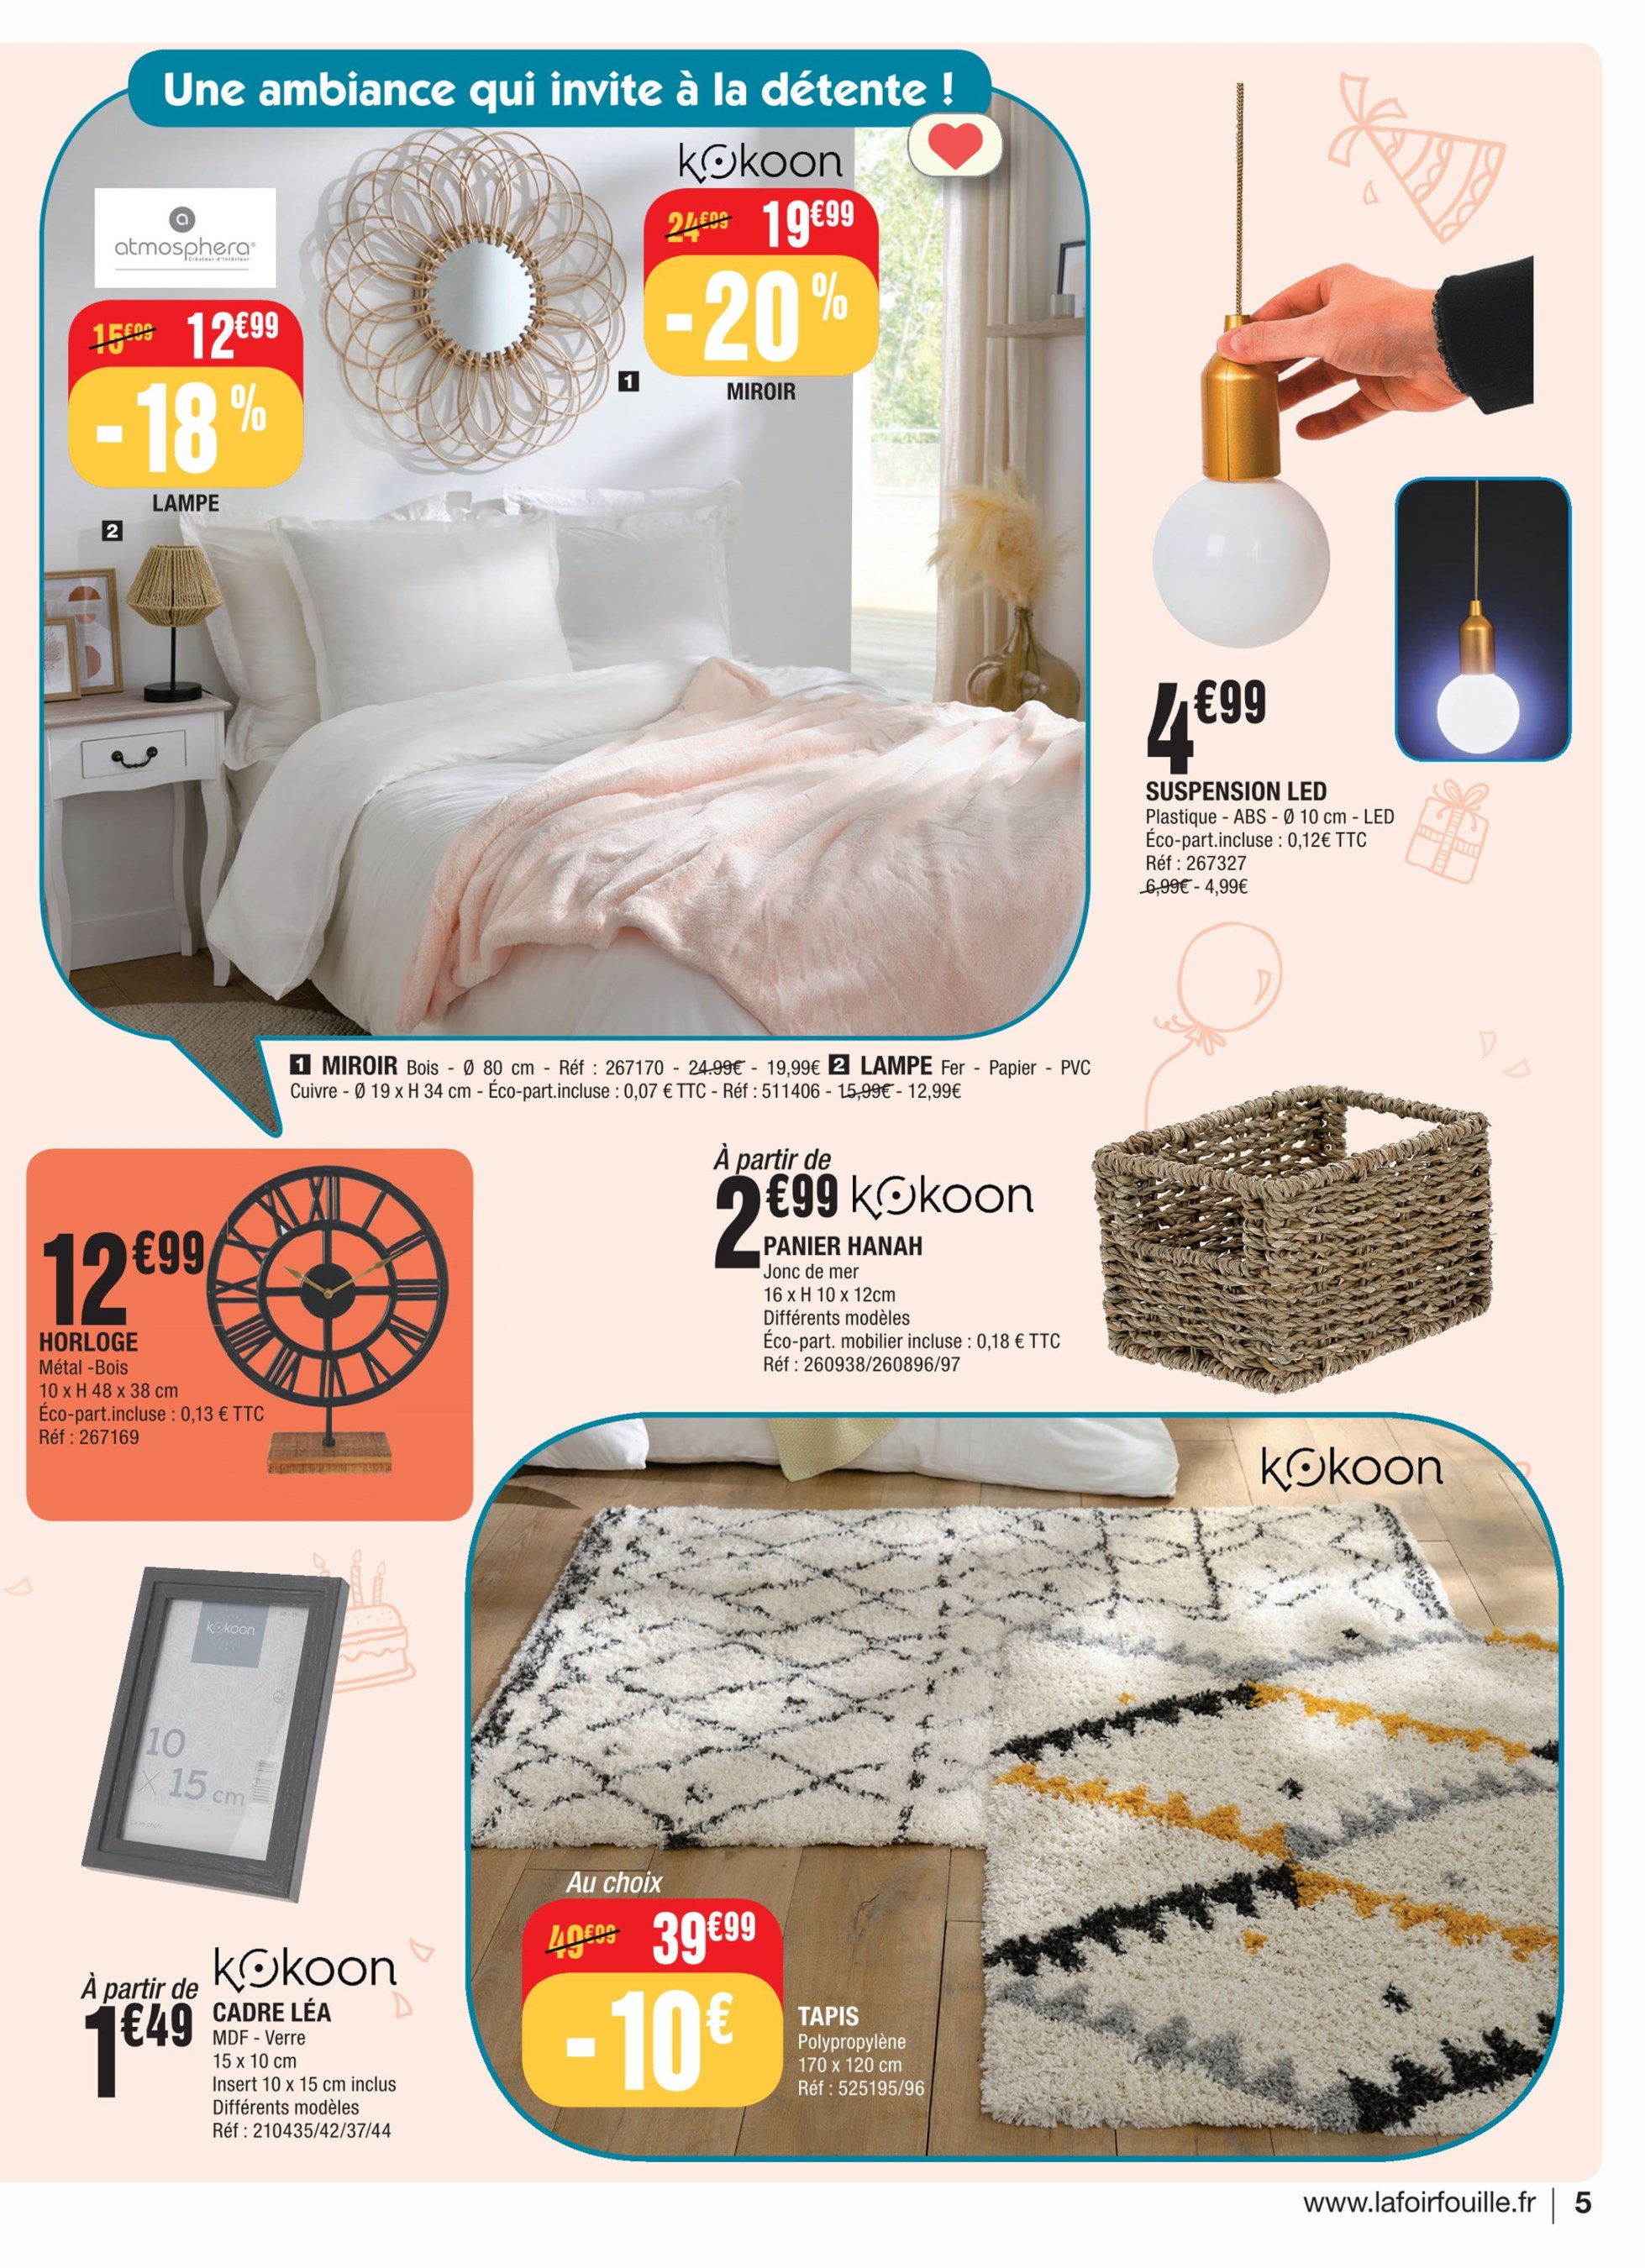 Une ambiance qui invite à la détente !
kokoon
24€99 19€99
-20%
MIROIR
1
a
atmosphera®
Créateur d'intérieur
15€99 12€99
-18%
LAMPE
2
4€99
SUSPENSION LED
Plastique - ABS - Ø 10 cm - LED
Éco-part.incluse : 0,12€ TTC
Réf : 267327
6,99€ - 4,99€
1 MIROIR Bois - Ø 80 cm - Réf : 267170 - 24.99€ - 19,99€ 2 LAMPE Fer - Papier - PVC
Cuivre - Ø 19 x H 34 cm - Éco-part.incluse : 0,07 € TTC - Réf : 511406 - 15,99€ - 12,99€
12€99
HORLOGE
Métal -Bois
10 x H 48 x 38 cm
Éco-part.incluse : 0,13 € TTC
Réf : 267169
À partir de
2€99 kokoon
PANIER HANAH
Jonc de mer
16 x H 10 x 12cm
Différents modèles
Éco-part. mobilier incluse : 0,18 € TTC
Réf : 260938/260896/97
kokoon
kokoon
10
x 15 cm
À partir de
1€49
kokoon
CADRE LÉA
MDF - Verre
15 x 10 cm
Insert 10 x 15 cm inclus
Différents modèles
Réf : 210435/42/37/44
Au choix
49€99 39€99
-10€
TAPIS
Polypropylène
170 x 120 cm
Réf : 525195/96
www.lafoirfouille.fr | 5